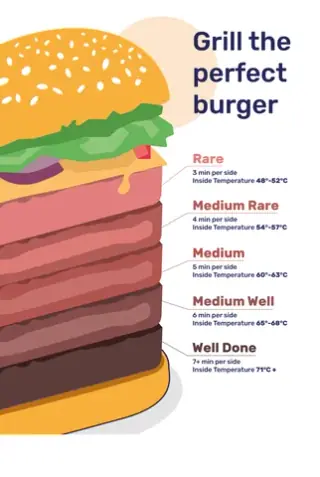 Grill the
perfect
burger
Rare
3 min per side
Inside Temperature 48°-52°C
Medium Rare
4 min per side
Inside Temperature 54°-57°C
Medium
5 min per side
Inside Temperature 60°-63°C
Medium Well
6 min per side
Inside Temperature 65°-68°C
Well Done
7+ min per side
Inside Temperature 71°C +